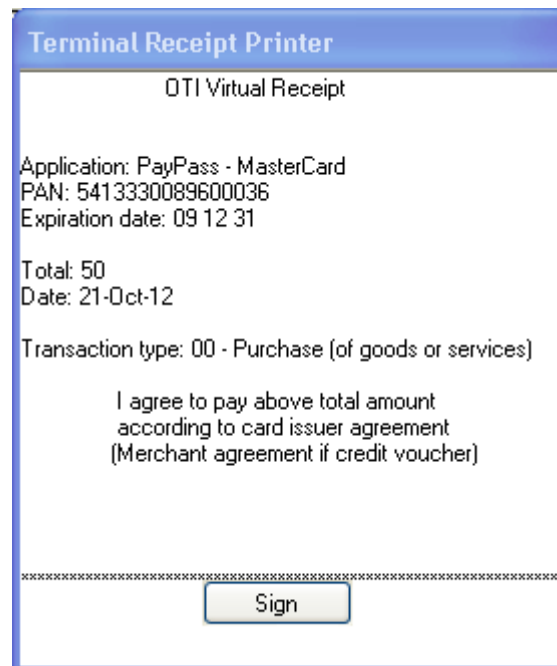 Terminal Receipt Printer
OTI Virtual Receipt
Application: PayPass - MasterCard
PAN: 5413330089600036
Expiration date: 09 12 31
Total: 50
Date: 21-Oct-12
Transaction type: 00 - Purchase (of goods or services)
I agree to pay above total amount
according to card issuer agreement
(Merchant agreement if credit voucher)
Sign